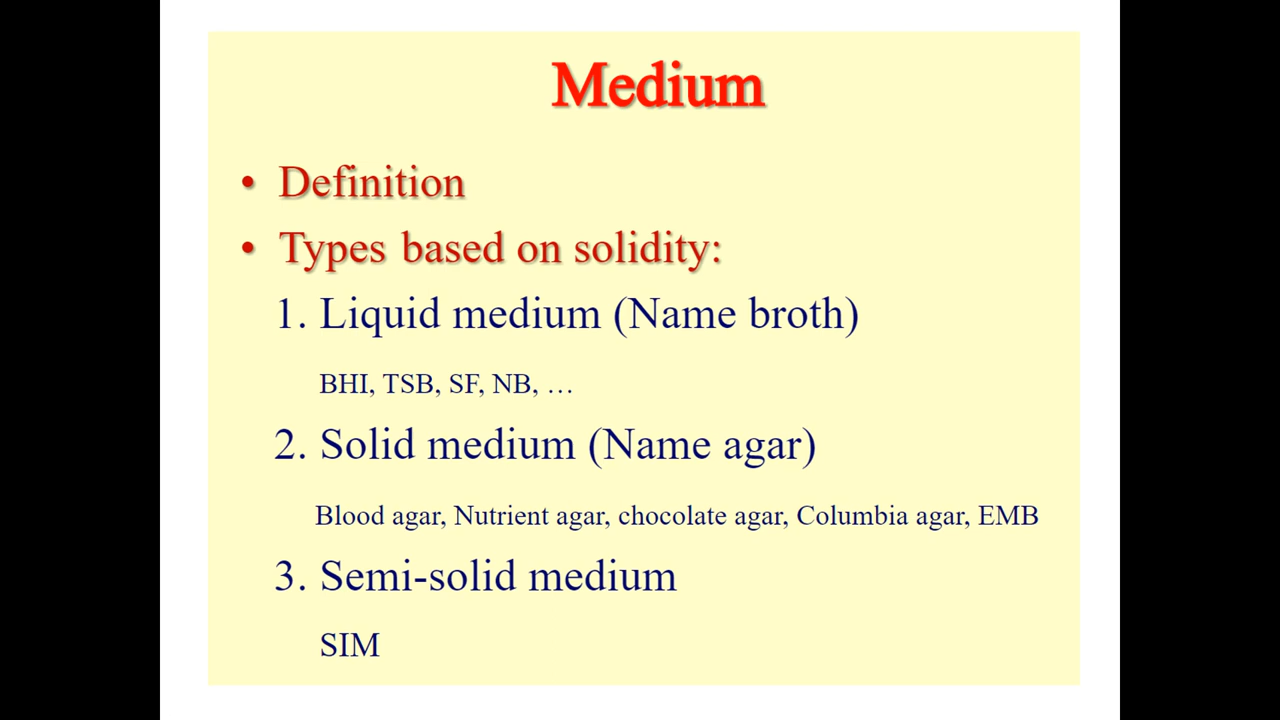 Medium
• Definition
• Types based on solidity:
1. Liquid medium (Name broth)
BHI, TSB, SF, NB, …
2. Solid medium (Name agar)
Blood agar, Nutrient agar, chocolate agar, Columbia agar, EMB
3. Semi-solid medium
SIM